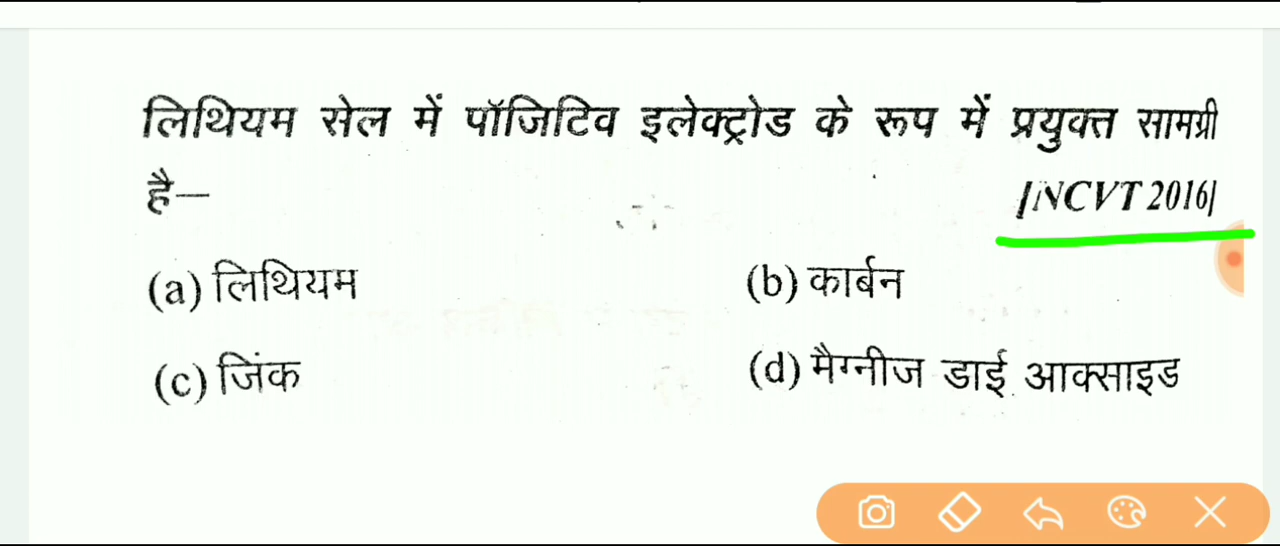 लिथियम सेल में पॉजिटिव इलेक्ट्रोड के रूप में प्रयुक्त सामग्री
है— [NCVT 2016]
(a) लिथियम (b) कार्बन
(c) जिंक (d) मैग्नीज डाई आक्साइड